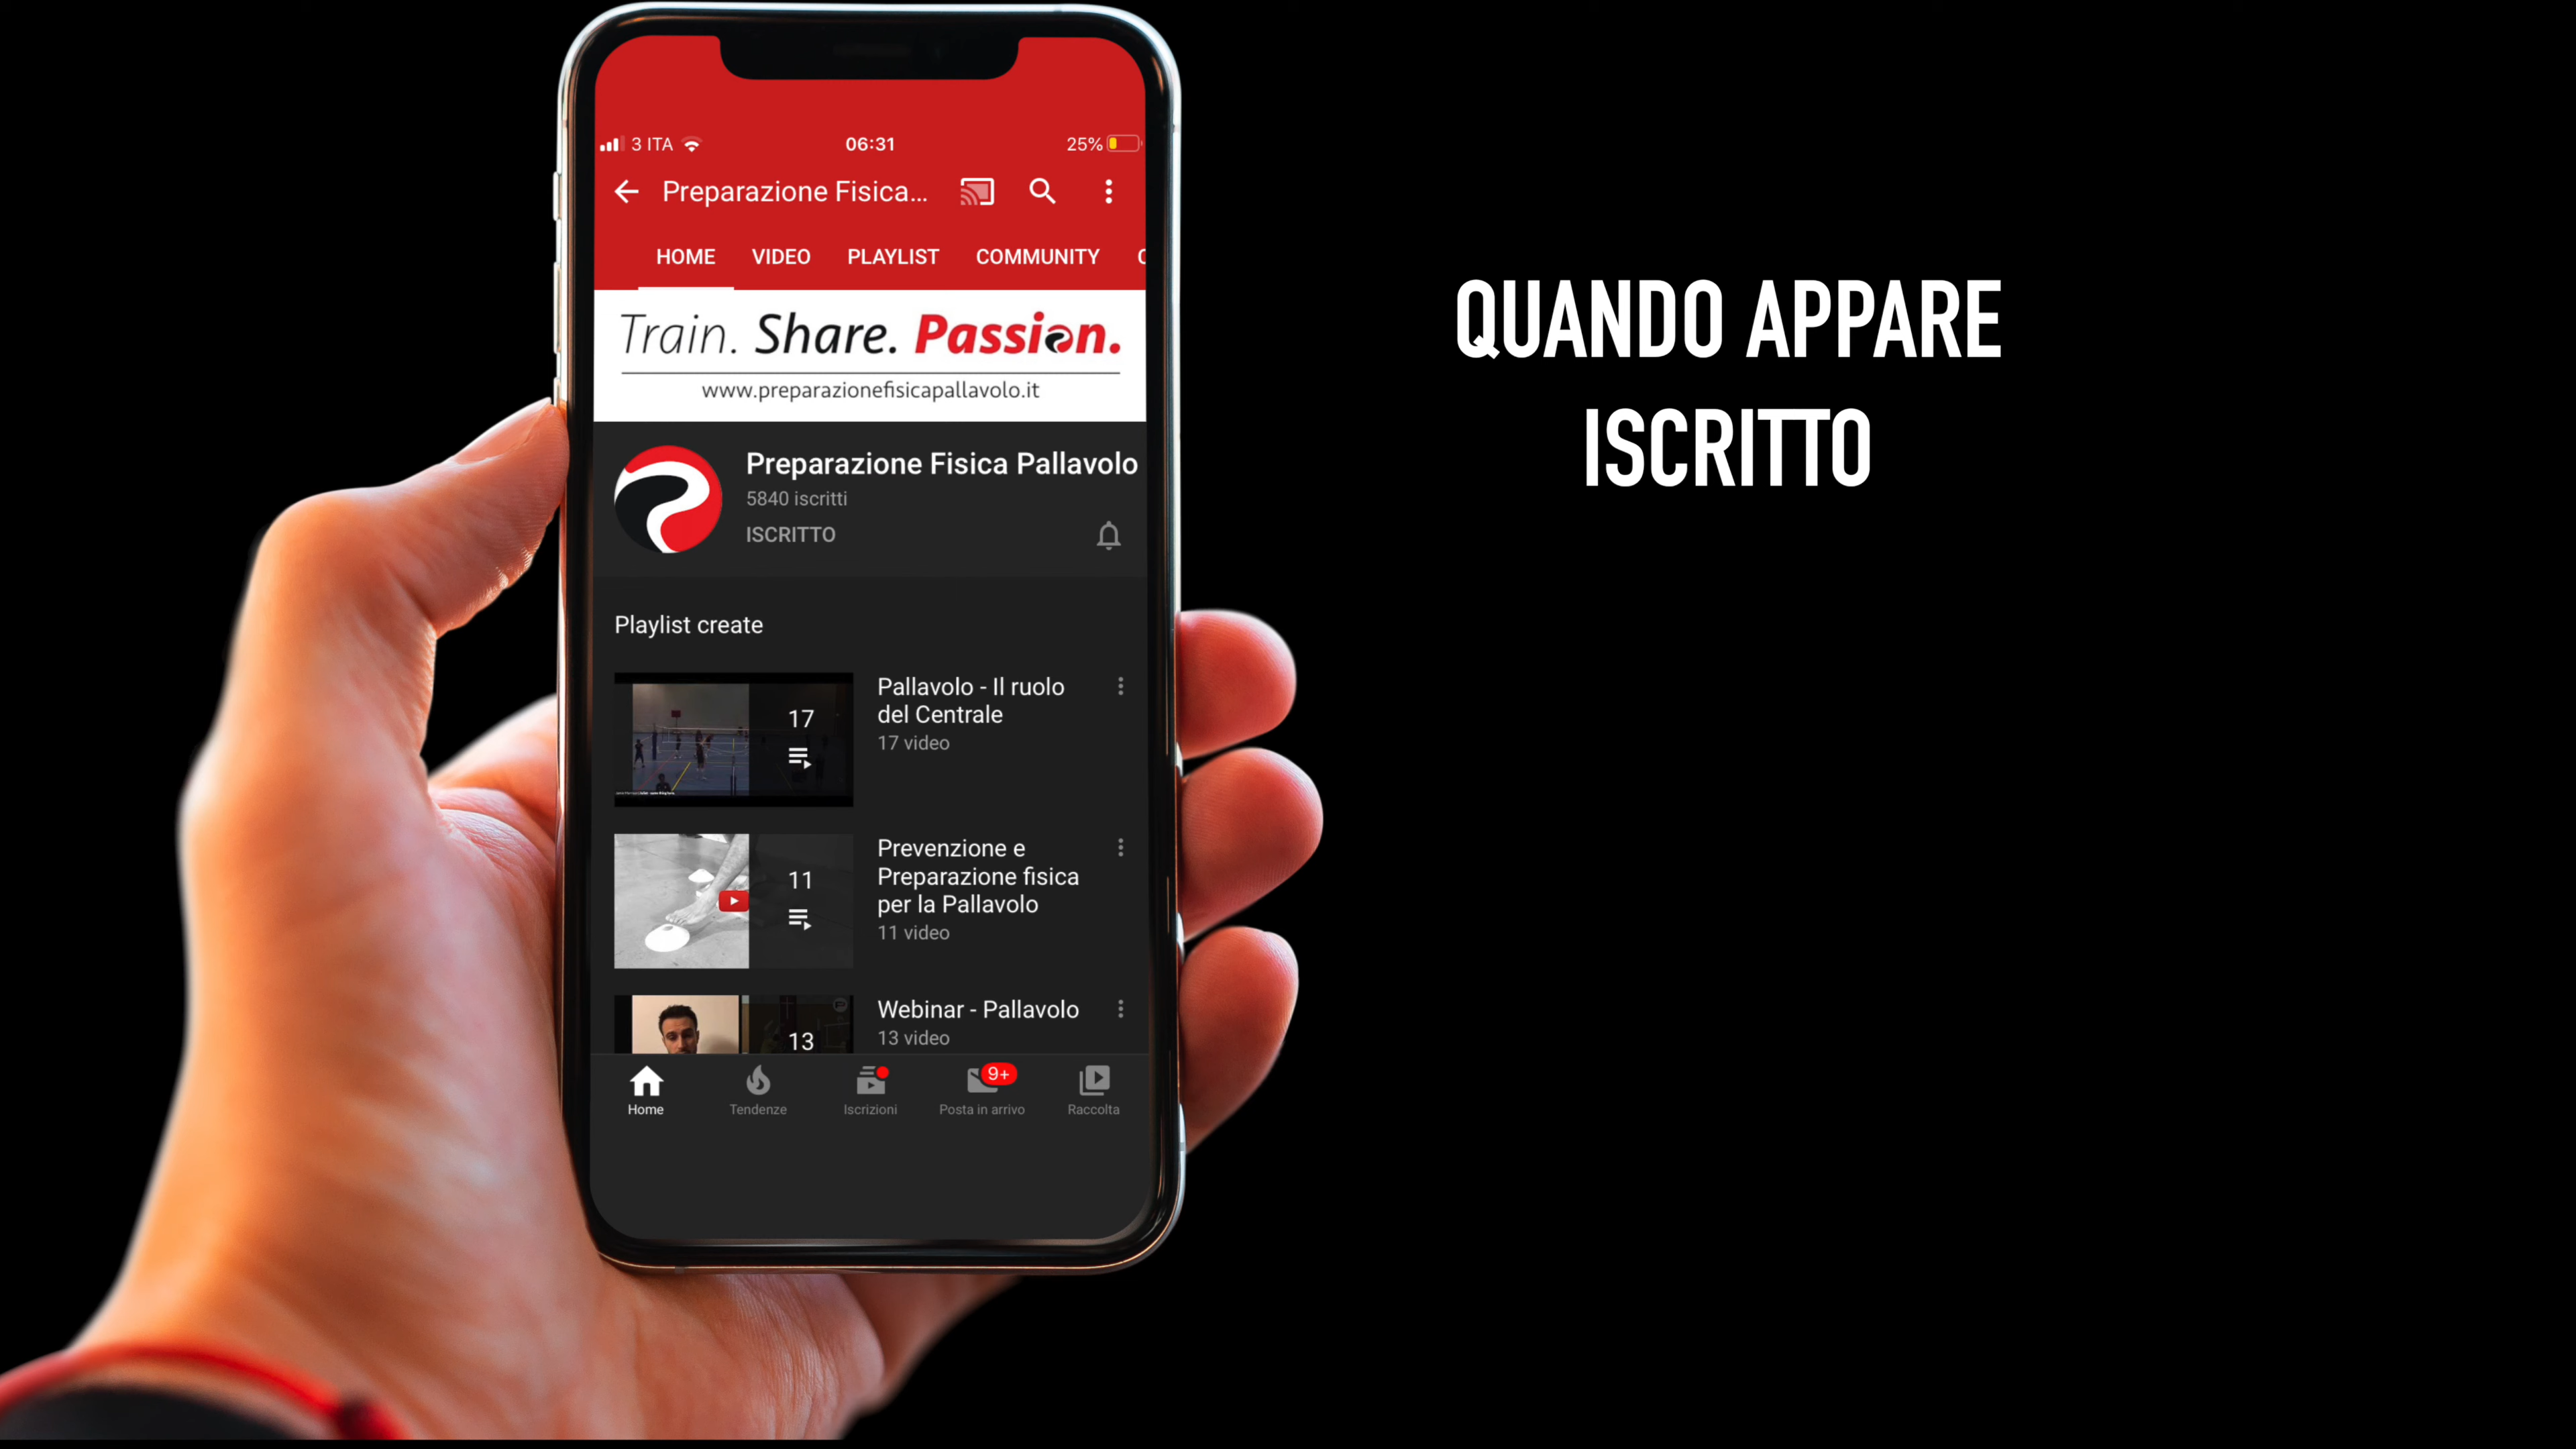 3 ITA
06:31
25%
Preparazione Fisica...
HOME
VIDEO
PLAYLIST
COMMUNITY
Train. Share. Passion.
www.preparazionefisicapallavolo.it
Preparazione Fisica Pallavolo
5840 iscritti
ISCRITTO
Playlist create
17
Pallavolo - Il ruolo
del Centrale
17 video
11
Prevenzione e
Preparazione fisica
per la Pallavolo
11 video
13
Webinar - Pallavolo
13 video
9+
Home
Tendenze
Iscrizioni
Posta in arrivo
Raccolta
QUANDO APPARE
ISCRITTO